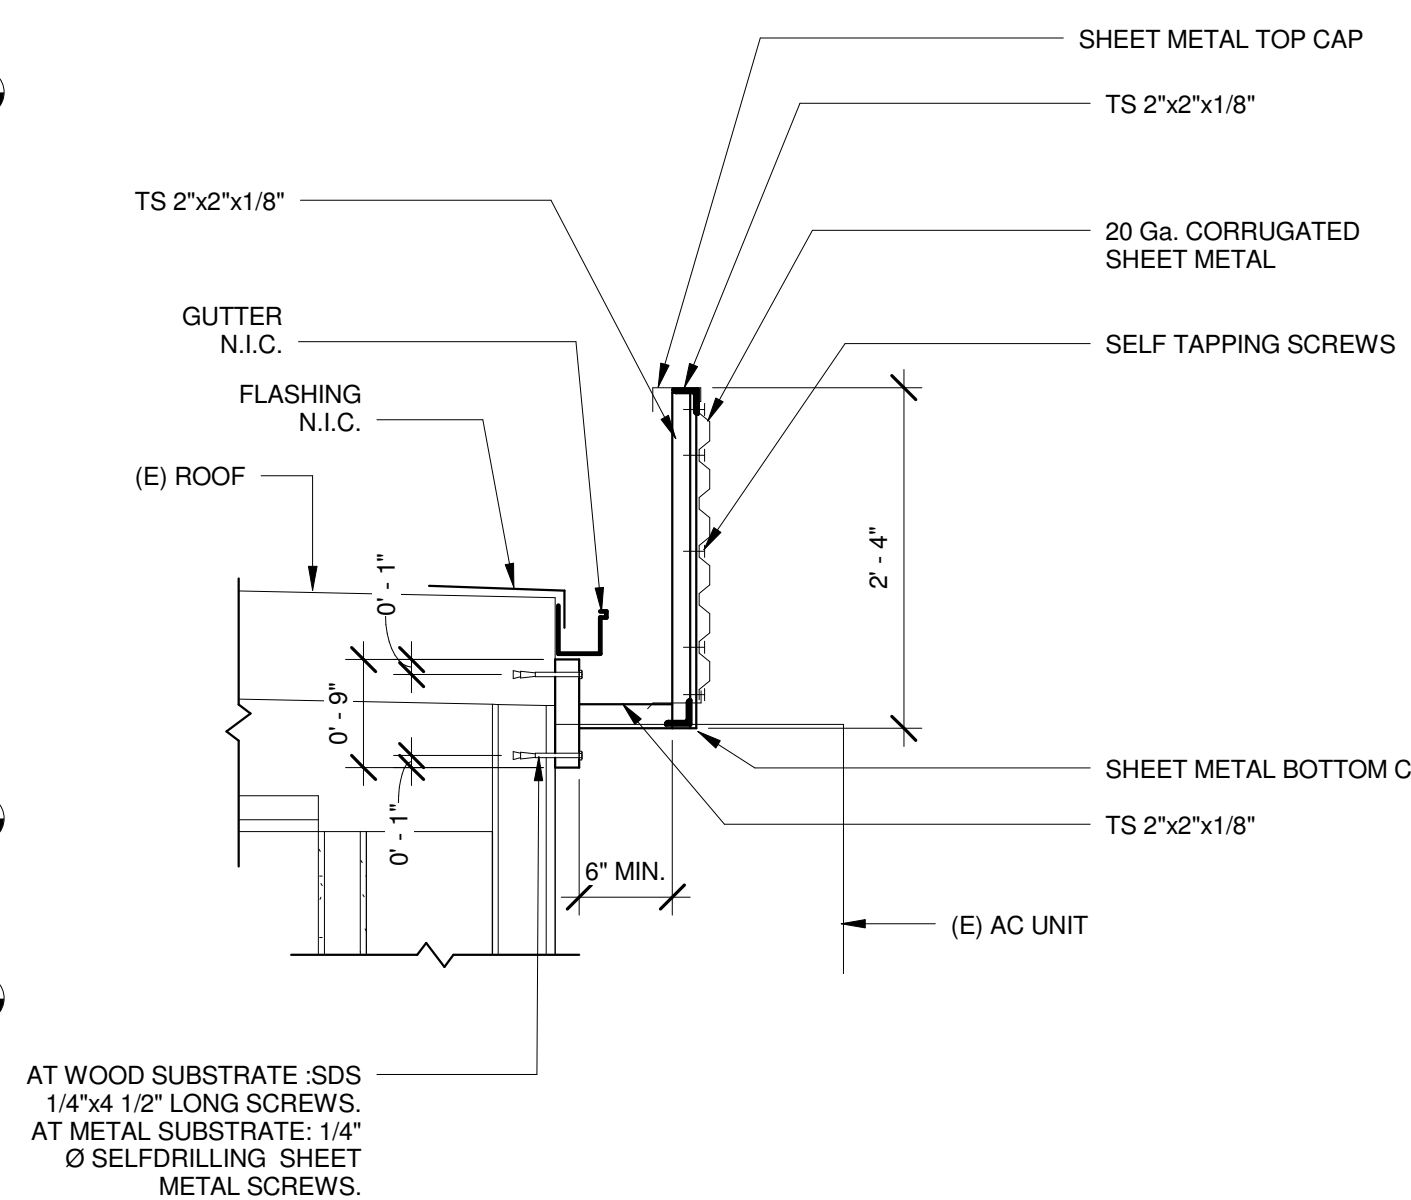 SHEET METAL TOP CAP
TS 2"x2"x1/8"
TS 2"x2"x1/8"
20 Ga. CORRUGATED
SHEET METAL
GUTTER
N.I.C.
SELF TAPPING SCREWS
FLASHING
N.I.C.
(E) ROOF
2' - 4"
0' - 1"
0' - 9"
0' - 1"
6" MIN.
SHEET METAL BOTTOM C
TS 2"x2"x1/8"
(E) AC UNIT
AT WOOD SUBSTRATE :SDS
1/4"x4 1/2" LONG SCREWS.
AT METAL SUBSTRATE: 1/4"
Ø SELFDRILLING SHEET
METAL SCREWS.